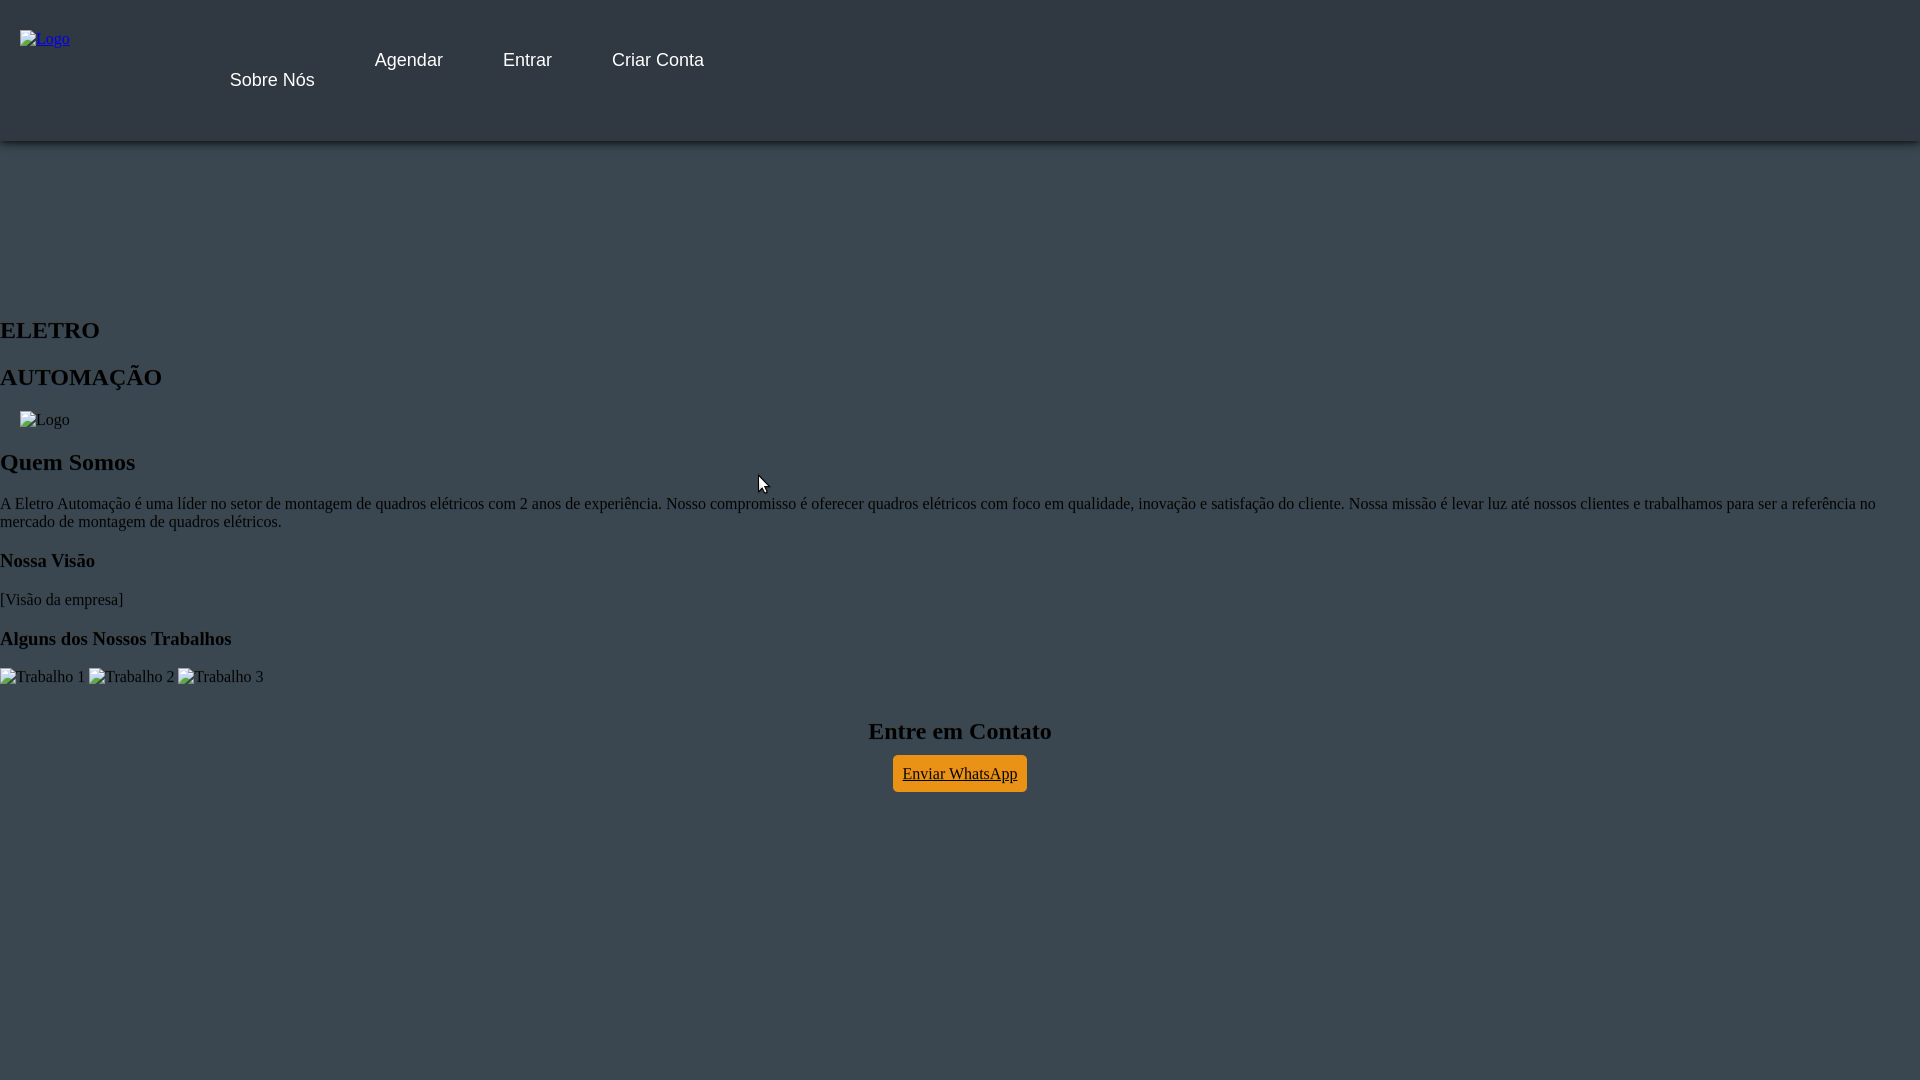 Logo
Sobre Nós
Agendar
Entrar
Criar Conta
ELETRO
AUTOMAÇÃO
Logo
Quem Somos
A Eletro Automação é uma líder no setor de montagem de quadros elétricos com 2 anos de experiência. Nosso compromisso é oferecer quadros elétricos com foco em qualidade, inovação e satisfação do cliente. Nossa missão é levar luz até nossos clientes e trabalhamos para ser a referência no
mercado de montagem de quadros elétricos.
Nossa Visão
[Visão da empresa]
Alguns dos Nossos Trabalhos
Trabalho 1 Trabalho 2 Trabalho 3
Entre em Contato
Enviar WhatsApp